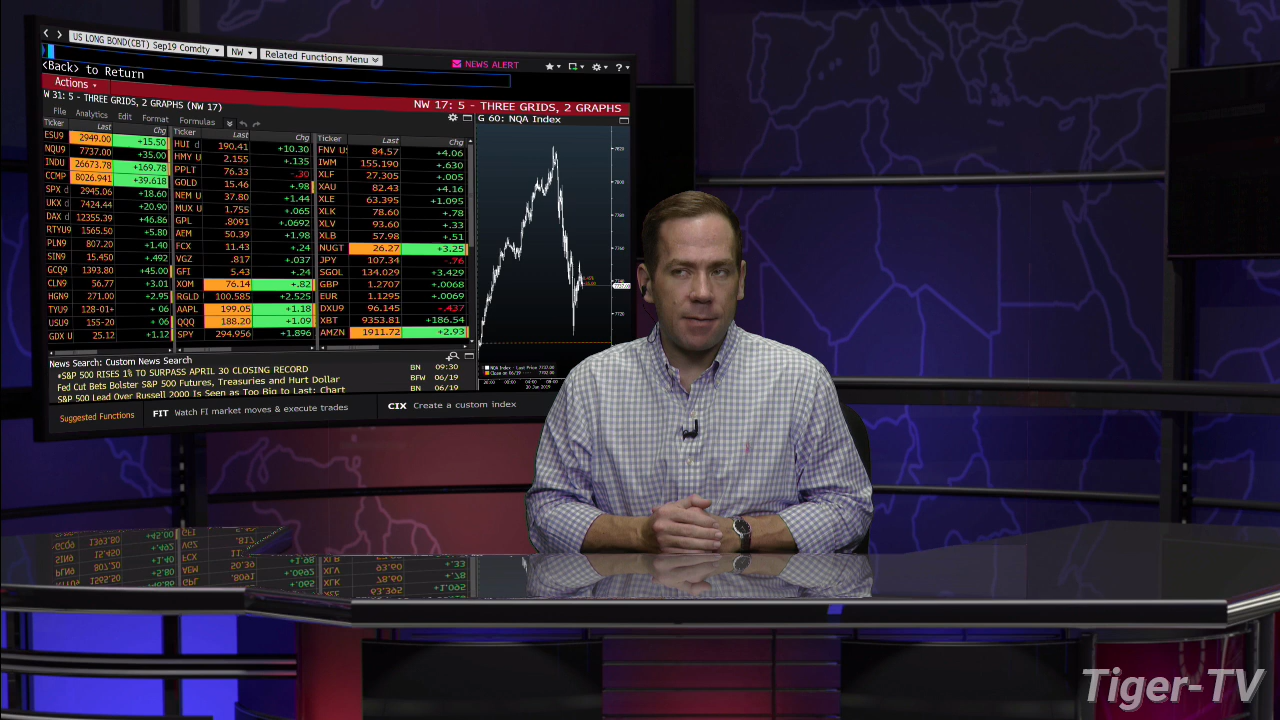 US LONG BOND(CBT) Sep19 Comdty
NW
Related Functions Menu
NEWS ALERT
<Back> to Return
Actions
W 31: 5 - THREE GRIDS, 2 GRAPHS (NW 17)
NW 17: 5 - THREE GRIDS, 2 GRAPHS
File Analytics Edit Format Formulas
G 60: NQA Index
Ticker Last Chg
ESU9 2949.00 +15.50
NQU9 7737.00 +35.00
INDU 26673.78 +169.78
CCMP 8026.941 +39.618
SPX d 2945.06 +18.60
UKX d 7424.44 +20.90
DAX d 12355.39 +46.86
RTYU9 1565.50 +5.80
PLN9 807.20 +1.40
SIN9 15.450 +.492
GCQ9 1393.80 +45.00
CLN9 56.77 +3.01
HGN9 271.00 +2.95
TYU9 128-01+ + 06
USU9 155-20 + 06
GDX U 25.12 +1.12
Ticker Last Chg
HUI d 190.41 +10.30
HMY U 2.155 +.135
PPLT 76.33 -.30
GOLD 15.46 +.98
NEM U 37.80 +1.44
MUX U 1.755 +.065
GPL .8091 +.0692
AEM 50.39 +1.98
FCX 11.43 +.24
VGZ .817 +.037
GFI 5.43 +.24
XOM 76.14 +.82
RGLD 100.585 +2.525
AAPL 199.05 +1.18
QQQ 188.20 +1.09
SPY 294.956 +1.896
Ticker Last Chg
FNV US 84.57 +4.06
IWM 155.190 +.630
XLF 27.305 +.005
XAU 82.43 +4.16
XLE 63.395 +1.095
XLK 78.60 +.78
XLV 93.60 +.33
XLB 57.98 +.51
NUGT 26.27 +3.25
JPY 107.34 -.76
SGOL 134.029 +3.429
GBP 1.2707 +.0068
EUR 1.1295 +.0069
DXU9 96.145 -.437
XBT 9353.81 +186.54
AMZN 1911.72 +2.93
News Search: Custom News Search
*S&P 500 RISES 1% TO SURPASS APRIL 30 CLOSING RECORD BN 09:30
Fed Cut Bets Bolster S&P 500 Futures, Treasuries and Hurt Dollar BFW 06/19
S&P 500 Lead Over Russell 2000 Is Seen as Too Big to Last: Chart BN 06/19
Suggested Functions
FIT Watch FI market moves & execute trades
CIX Create a custom index
Tiger-TV